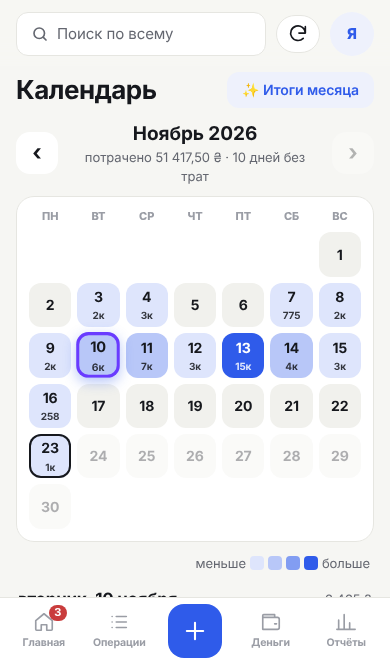 Поиск по всему
Я
Календарь
✨ Итоги месяца
Ноябрь 2026
потрачено 51 417,50 ₴ · 10 дней без
трат
ПН ВТ СР ЧТ ПТ СБ ВС
1
2 3 4 5 6 7 8
2к 3к 775 2к
9 10 11 12 13 14 15
2к 6к 7к 3к 15к 4к 3к
16 17 18 19 20 21 22
258
23 24 25 26 27 28 29
1к
30
меньше больше
вторник, 10 ноября
3
Главная Операции Деньги Отчёты